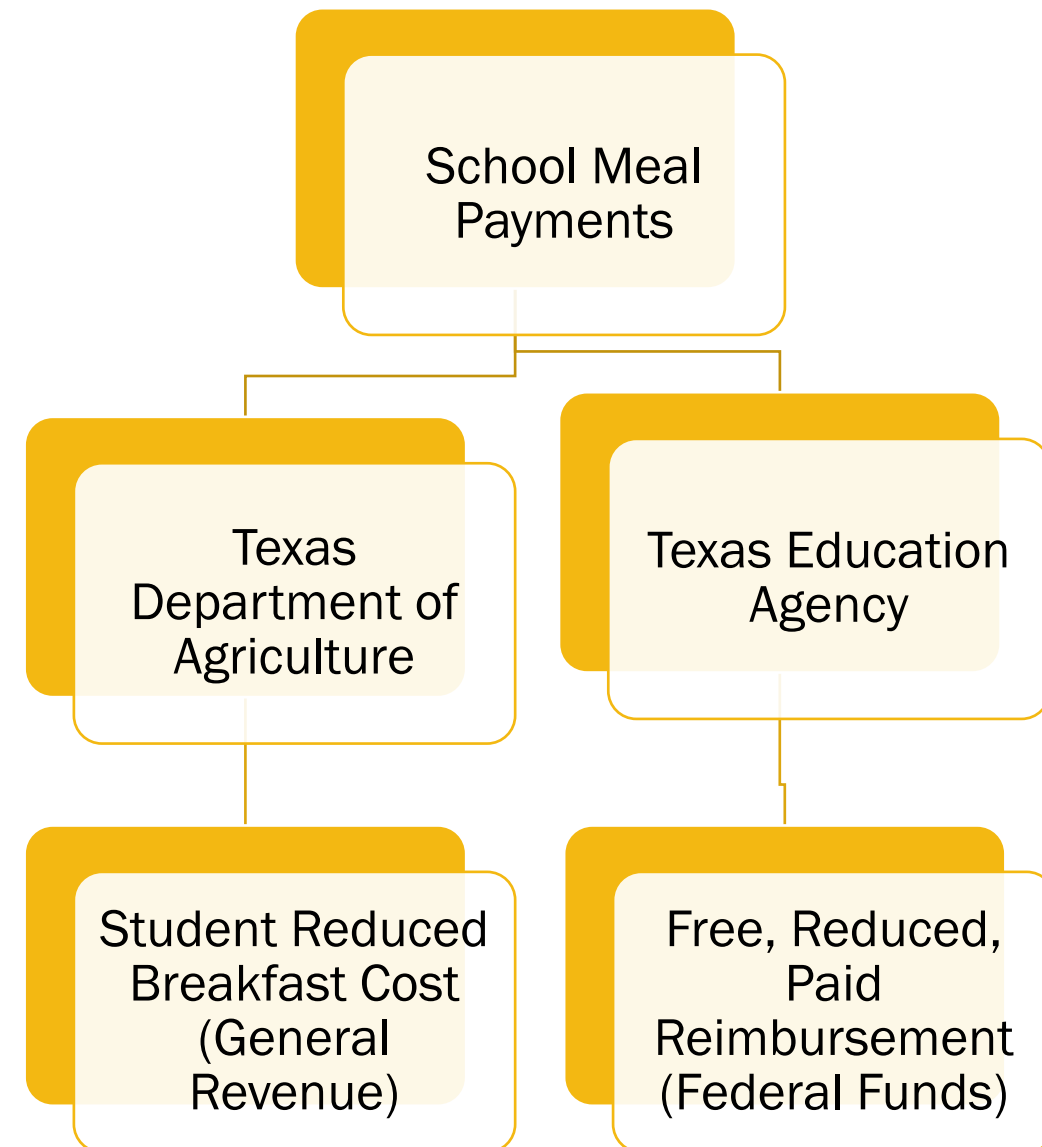 School Meal
Payments
Texas
Department of
Agriculture
Texas Education
Agency
Student Reduced
Breakfast Cost
(General
Revenue)
Free, Reduced,
Paid
Reimbursement
(Federal Funds)